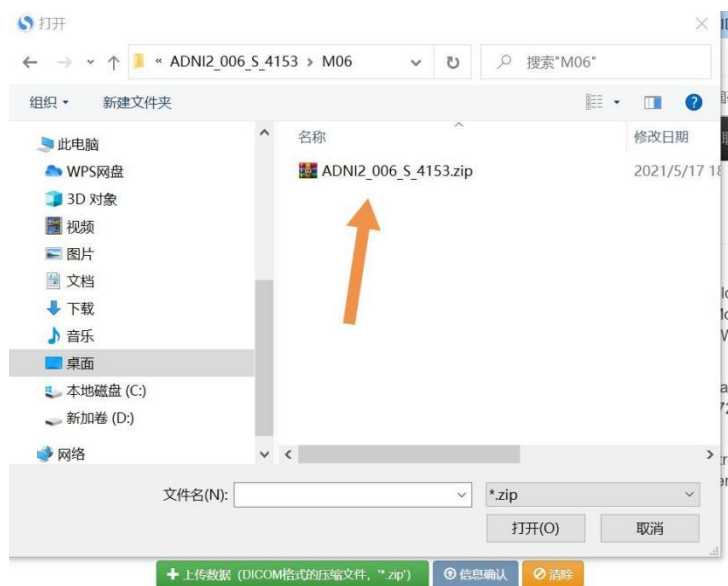 打开
« ADNI2_006_S_4153 › M06
搜索"M06"
组织
新建文件夹
名称
修改日期
此电脑
WPS网盘
3D 对象
视频
图片
文档
下载
音乐
桌面
本地磁盘 (C:)
新加卷 (D:)
网络
ADNI2_006_S_4153.zip
2021/5/17
文件名(N):
*.zip
打开(O)
取消
上传数据 (DICOM格式的压缩文件, '*.zip')
信息确认
清除